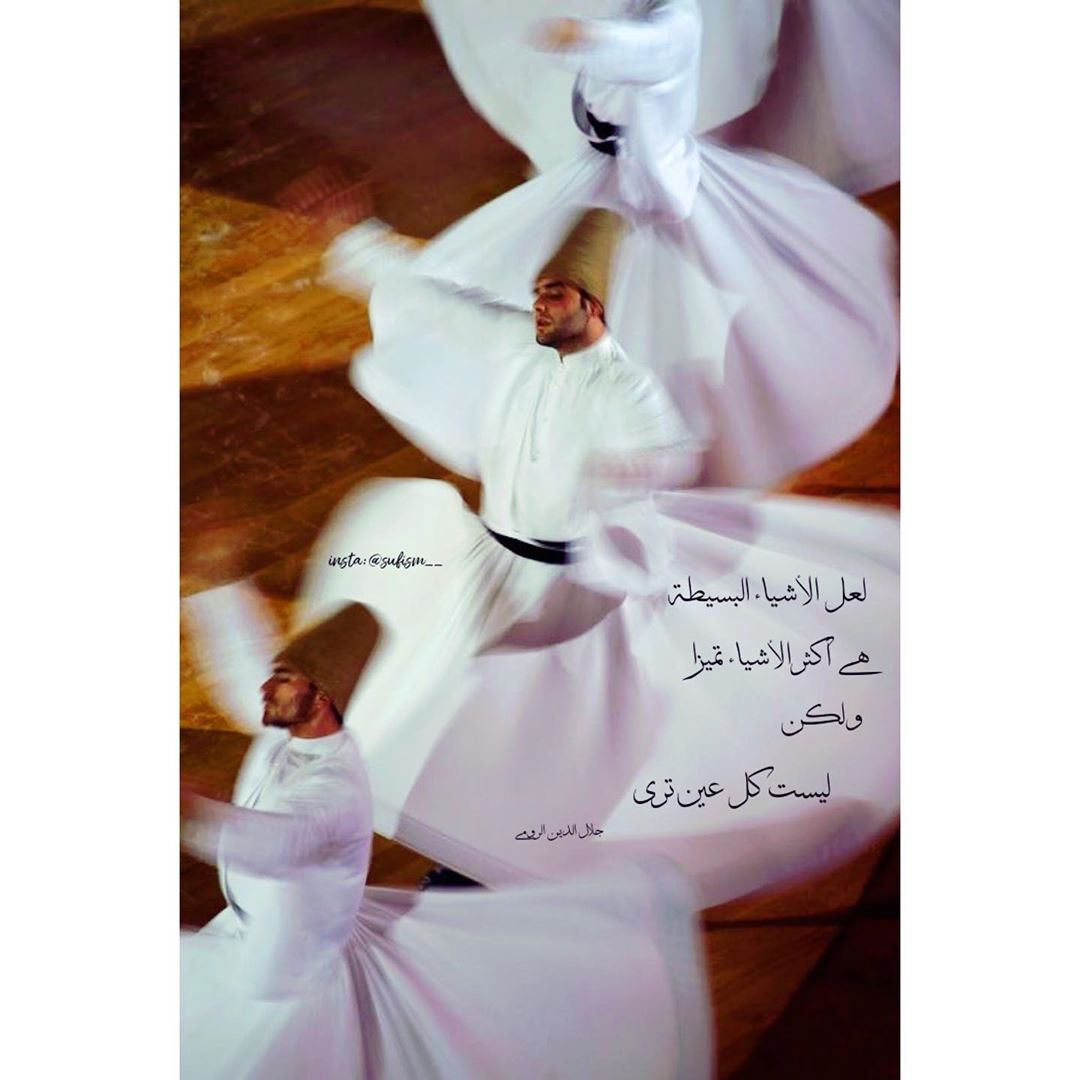 insta: @sufism__
لعل الأشياء البسيطة
هي أكثر الأشياء تميزا
ولكن
ليست كل عين ترى
جلال الدين الرومي